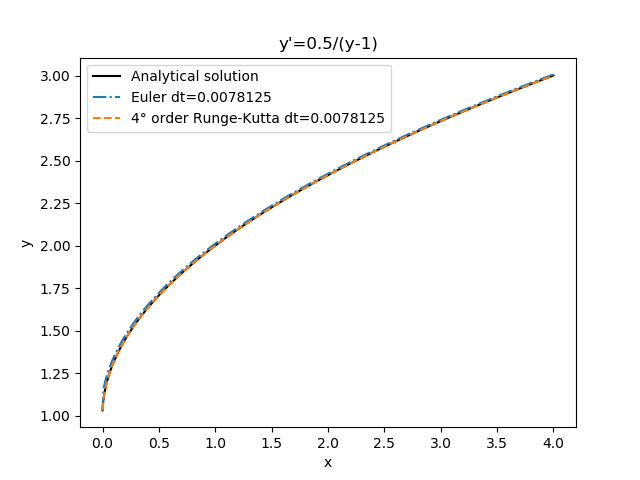 y'=0.5/(y-1)
Analytical solution
Euler dt=0.0078125
4° order Runge-Kutta dt=0.0078125
3.00
2.75
2.50
2.25
2.00
1.75
1.50
1.25
1.00
y
0.0 0.5 1.0 1.5 2.0 2.5 3.0 3.5 4.0
x